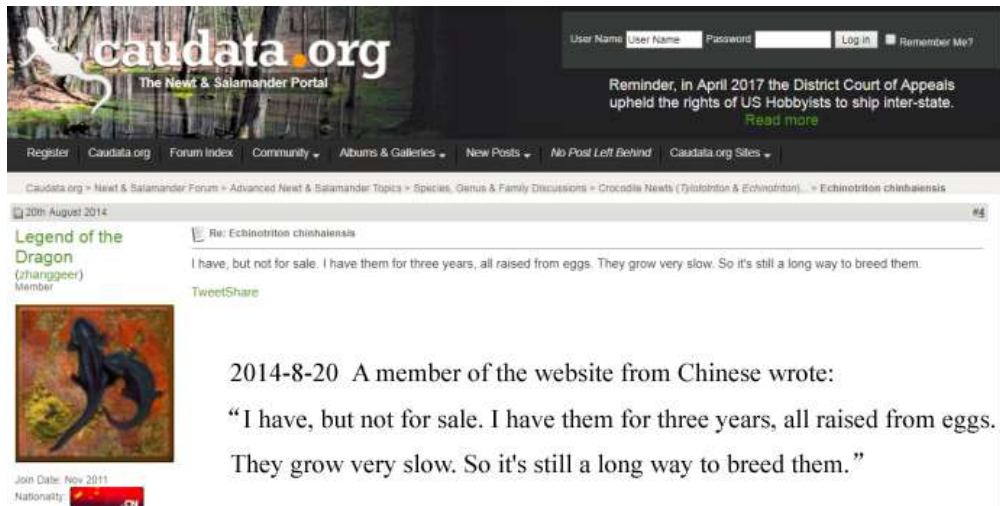 caudata.org
The Newt & Salamander Portal
User Name User Name Password Log in Remember Me?
Reminder, in April 2017 the District Court of Appeals
upheld the rights of US Hobbyists to ship inter-state.
Read more
Register Caudata.org Forum Index Community Albums & Galleries New Posts No Post Left Behind Caudata.org Sites
Caudata.org > Newt & Salamander Forum > Advanced Newt & Salamander Topics > Species, Genus & Family Discussions > Crocodile Newts (Tylototriton & Echinotriton)... > Echinotriton chinhaiensis
20th August 2014 #4
Legend of the
Dragon
(zhanggeer)
Member
Re: Echinotriton chinhaiensis
I have, but not for sale. I have them for three years, all raised from eggs. They grow very slow. So it's still a long way to breed them.
TweetShare
2014-8-20 A member of the website from Chinese wrote:
“I have, but not for sale. I have them for three years, all raised from eggs.
They grow very slow. So it's still a long way to breed them.”
Join Date: Nov 2011
Nationality: